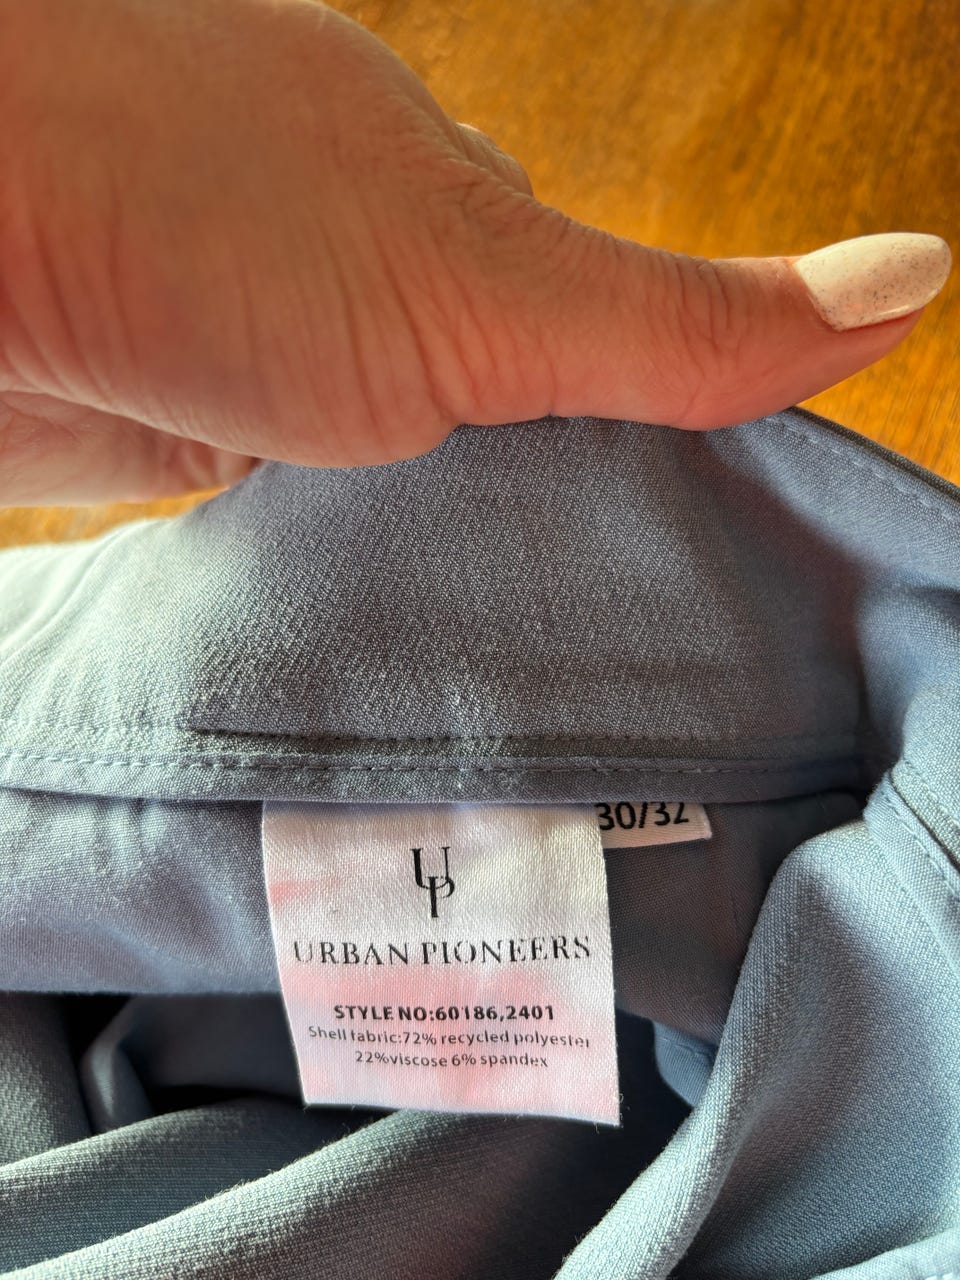 30/32
UP
URBAN PIONEERS
STYLE NO:60186,2401
Shell fabric:72% recycled polyester
22%viscose 6% spandex